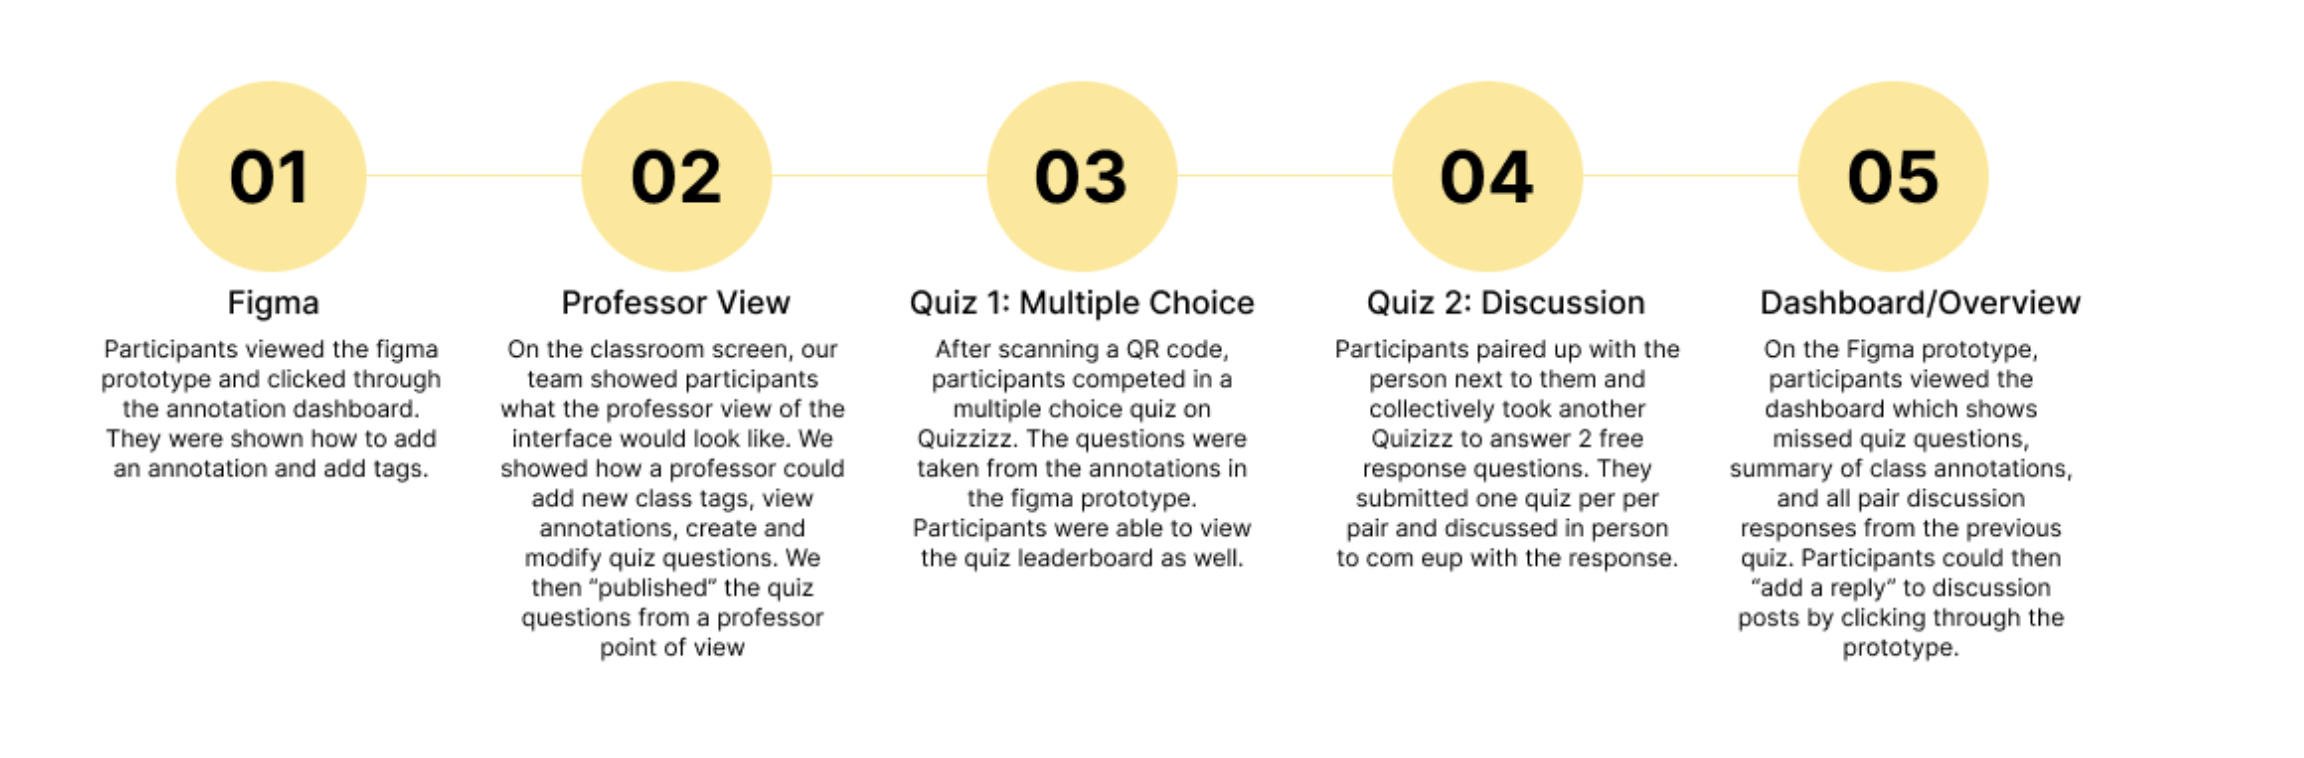 01
Figma
Participants viewed the figma
prototype and clicked through
the annotation dashboard.
They were shown how to add
an annotation and add tags.
02
Professor View
On the classroom screen, our
team showed participants
what the professor view of the
interface would look like. We
showed how a professor could
add new class tags, view
annotations, create and
modify quiz questions. We
then “published” the quiz
questions from a professor
point of view
03
Quiz 1: Multiple Choice
After scanning a QR code,
participants competed in a
multiple choice quiz on
Quizzizz. The questions were
taken from the annotations in
the figma prototype.
Participants were able to view
the quiz leaderboard as well.
04
Quiz 2: Discussion
Participants paired up with the
person next to them and
collectively took another
Quizizz to answer 2 free
response questions. They
submitted one quiz per per
pair and discussed in person
to com eup with the response.
05
Dashboard/Overview
On the Figma prototype,
participants viewed the
dashboard which shows
missed quiz questions,
summary of class annotations,
and all pair discussion
responses from the previous
quiz. Participants could then
“add a reply” to discussion
posts by clicking through the
prototype.